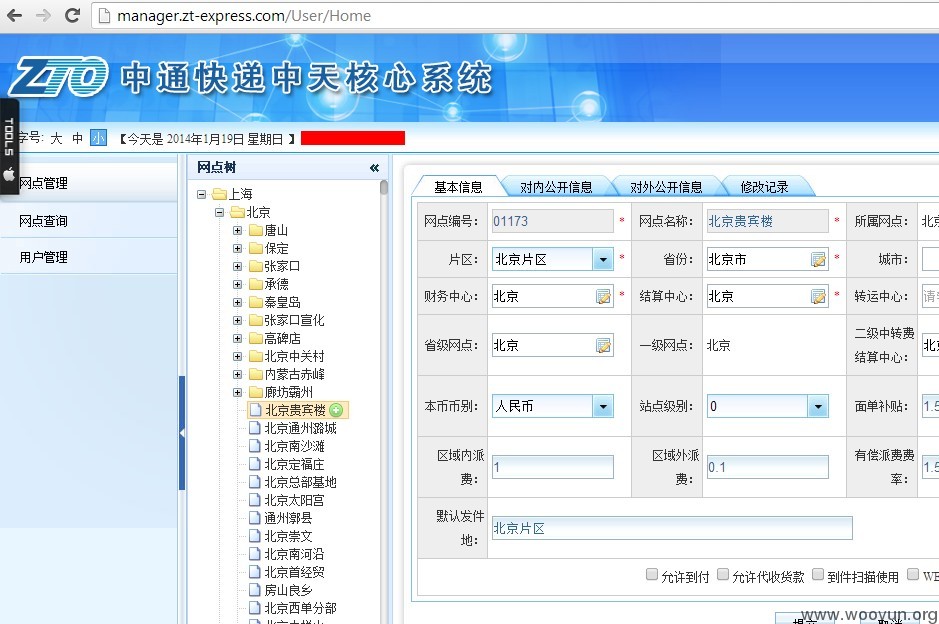 manager.zt-express.com/User/Home
ZTO 中通快递中天核心系统
TOOLS
字号: 大 中 小 【今天是 2014年1月19日 星期日 】
网点管理
网点查询
用户管理
网点树 «
上海
北京
唐山
保定
张家口
承德
秦皇岛
张家口宣化
高碑店
北京中关村
内蒙古赤峰
廊坊霸州
北京贵宾楼
北京通州潞城
北京南沙滩
北京定福庄
北京总部基地
北京太阳宫
通州郭县
北京崇文
北京南河沿
北京首经贸
房山良乡
北京西单分部
基本信息 对内公开信息 对外公开信息 修改记录
网点编号: 01173 * 网点名称: 北京贵宾楼 * 所属网点: 北
片区: 北京片区 * 省份: 北京市 * 城市:
财务中心: 北京 * 结算中心: 北京 * 转运中心: 请
省级网点: 北京 一级网点: 北京 二级中转费结算中心: 北
本币币别: 人民币 站点级别: 0 面单补贴: 1.5
区域内派费: 1 区域外派费: 0.1 有偿派费费率: 1.5
默认发件地: 北京片区
允许到付 允许代收货款 到件扫描使用 WE
提交 取消
www.wooyun.org